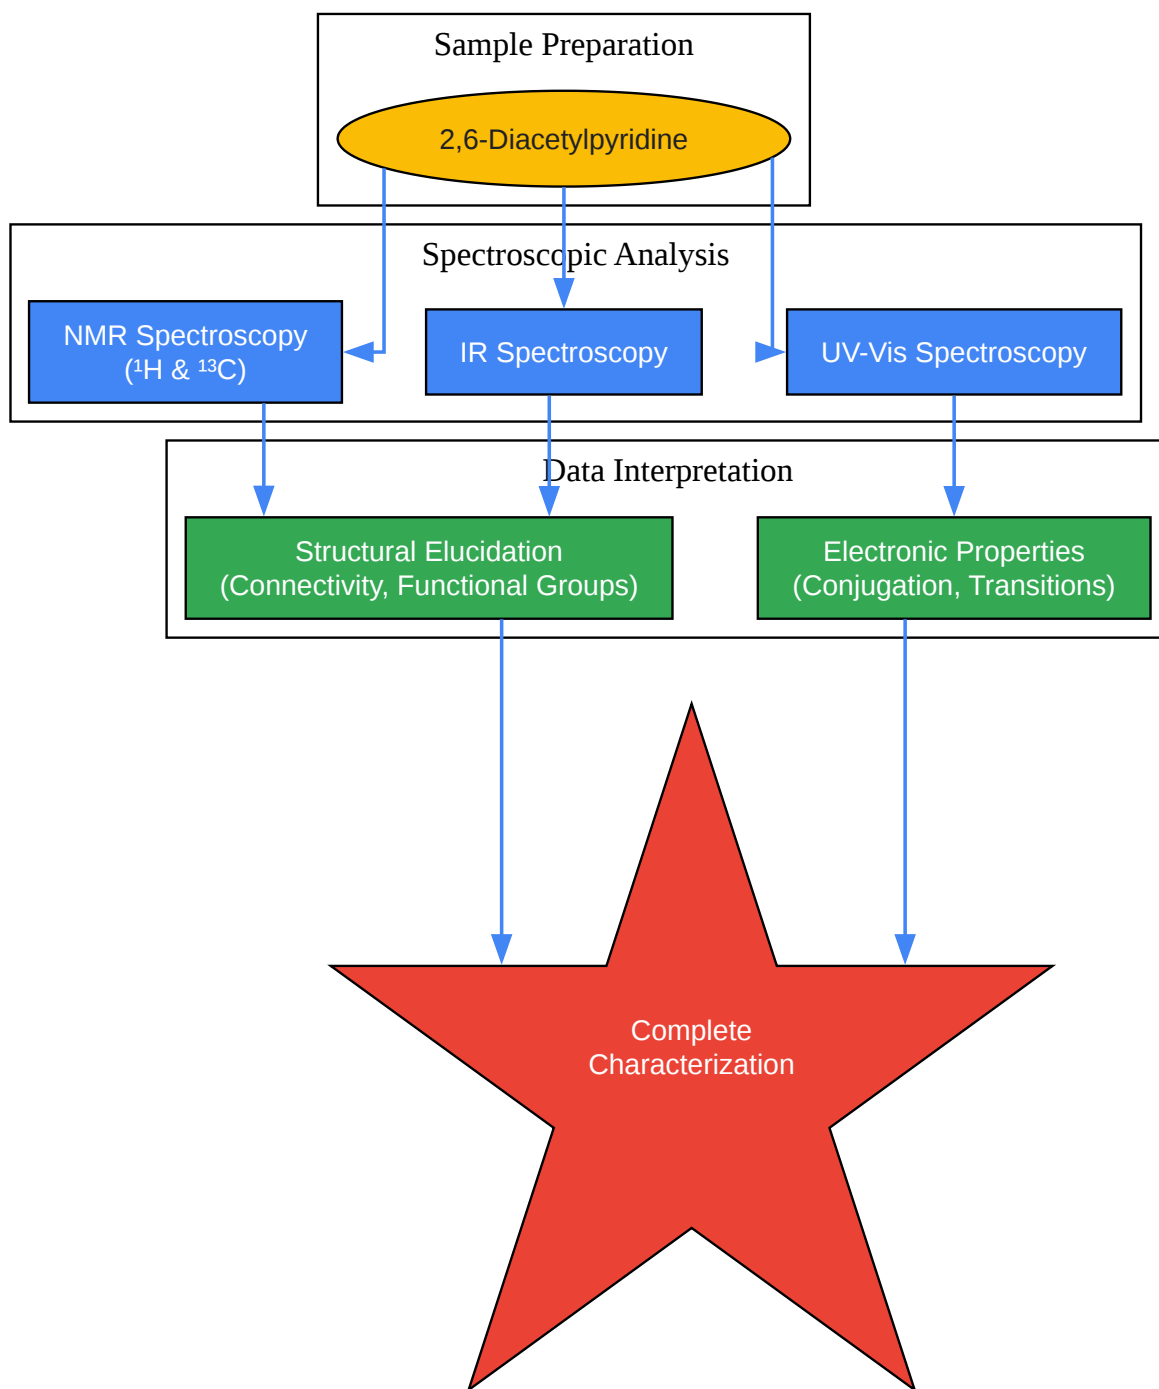 Sample Preparation
2,6-Diacetylpyridine
Spectroscopic Analysis
NMR Spectroscopy
(¹H & ¹³C)
IR Spectroscopy
UV-Vis Spectroscopy
Data Interpretation
Structural Elucidation
(Connectivity, Functional Groups)
Electronic Properties
(Conjugation, Transitions)
Complete
Characterization